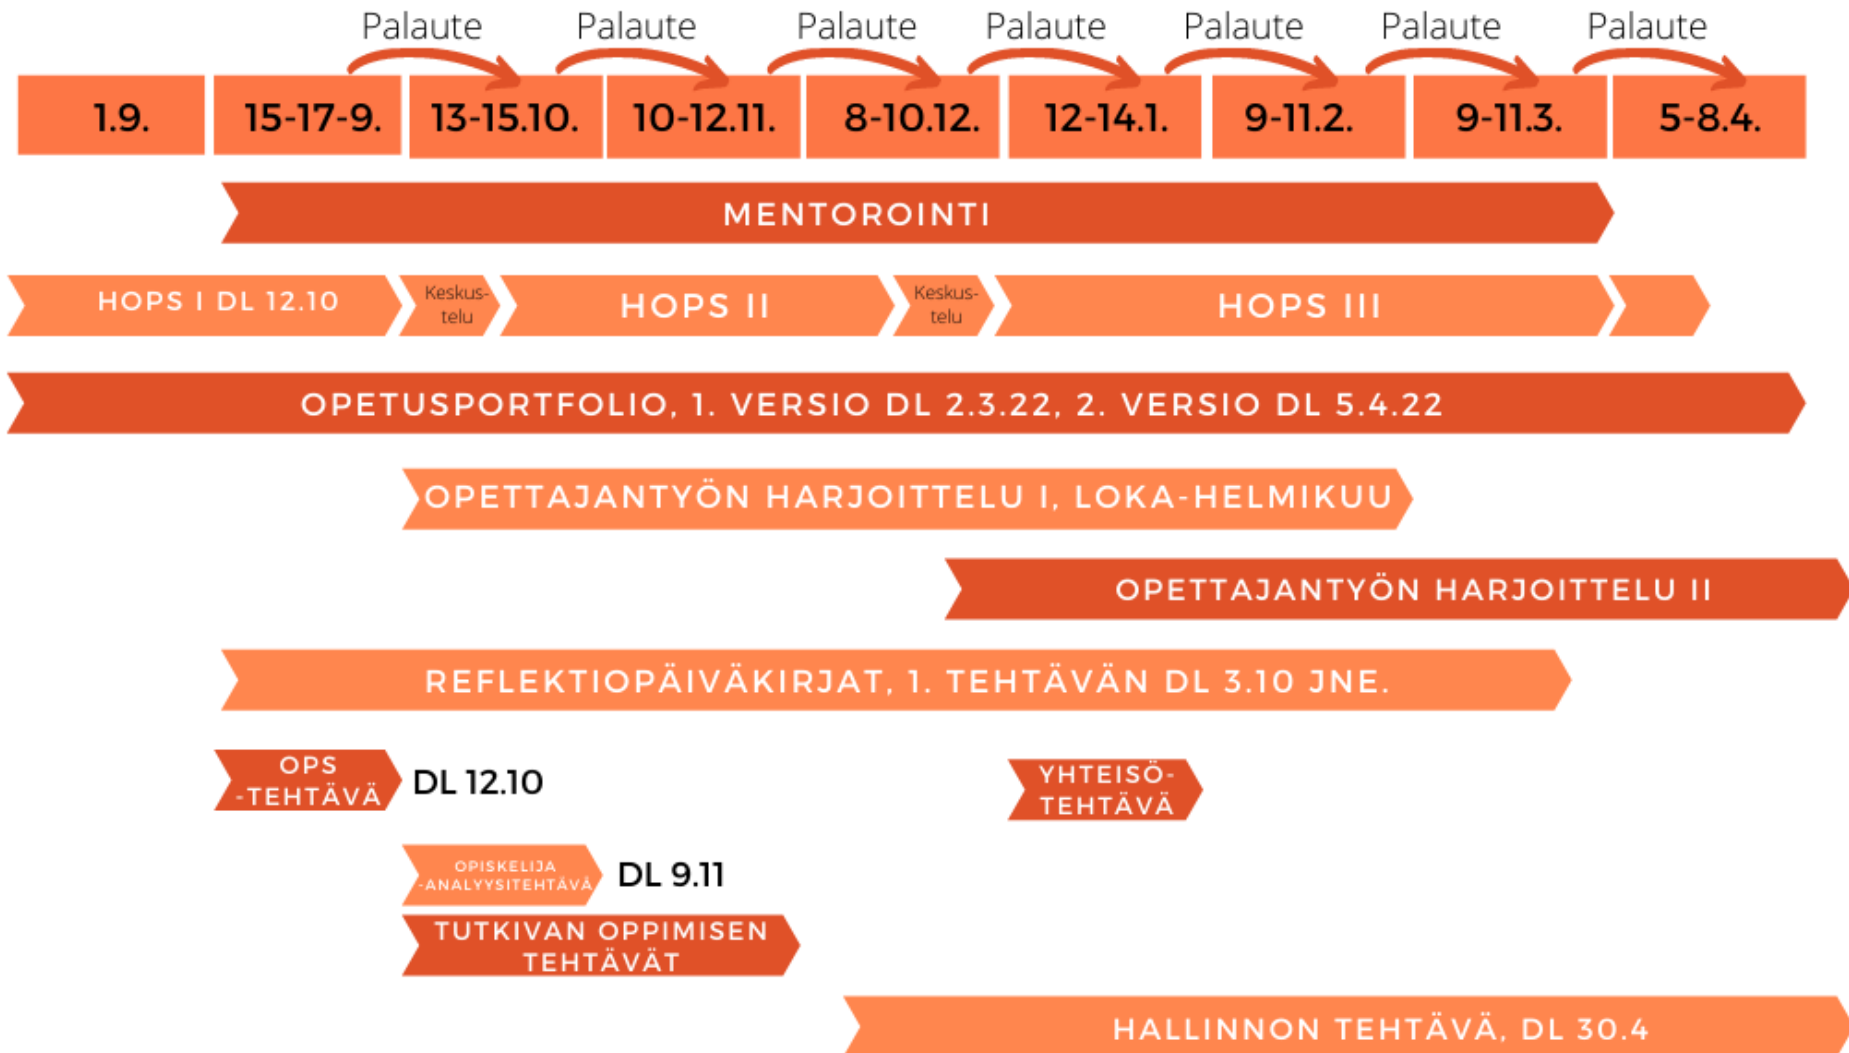 Palaute Palaute Palaute Palaute Palaute Palaute Palaute
1.9. 15-17-9. 13-15.10. 10-12.11. 8-10.12. 12-14.1. 9-11.2. 9-11.3. 5-8.4.
MENTOROINTI
HOPS I DL 12.10
Keskus-
telu
HOPS II
Keskus-
telu
HOPS III
OPETUSPORTFOLIO, 1. VERSIO DL 2.3.22, 2. VERSIO DL 5.4.22
OPETTAJANTYÖN HARJOITTELU I, LOKA-HELMIKUU
OPETTAJANTYÖN HARJOITTELU II
REFLEKTIOPÄIVÄKIRJAT, 1. TEHTÄVÄN DL 3.10 JNE.
OPS
-TEHTÄVÄ
DL 12.10
YHTEISÖ-
TEHTÄVÄ
OPISKELIJA
-ANALYYSITEHTÄVÄ
DL 9.11
TUTKIVAN OPPIMISEN
TEHTÄVÄT
HALLINNON TEHTÄVÄ, DL 30.4